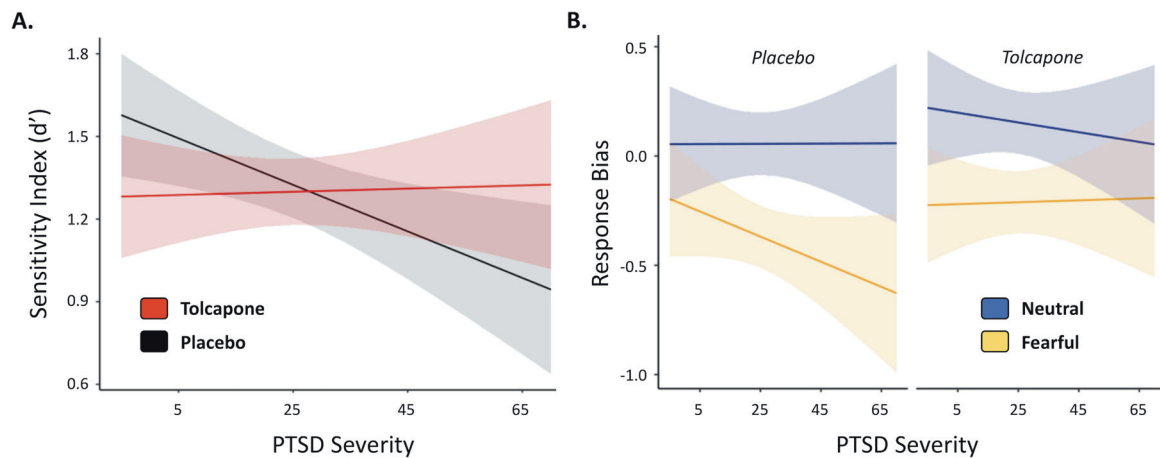 A.
Sensitivity Index (d')
1.8
1.5
1.2
0.9
0.6
Tolcapone
Placebo
5 25 45 65
PTSD Severity
B.
Response Bias
0.5
0.0
-0.5
-1.0
Placebo
Tolcapone
Neutral
Fearful
5 25 45 65 5 25 45 65
PTSD Severity PTSD Severity